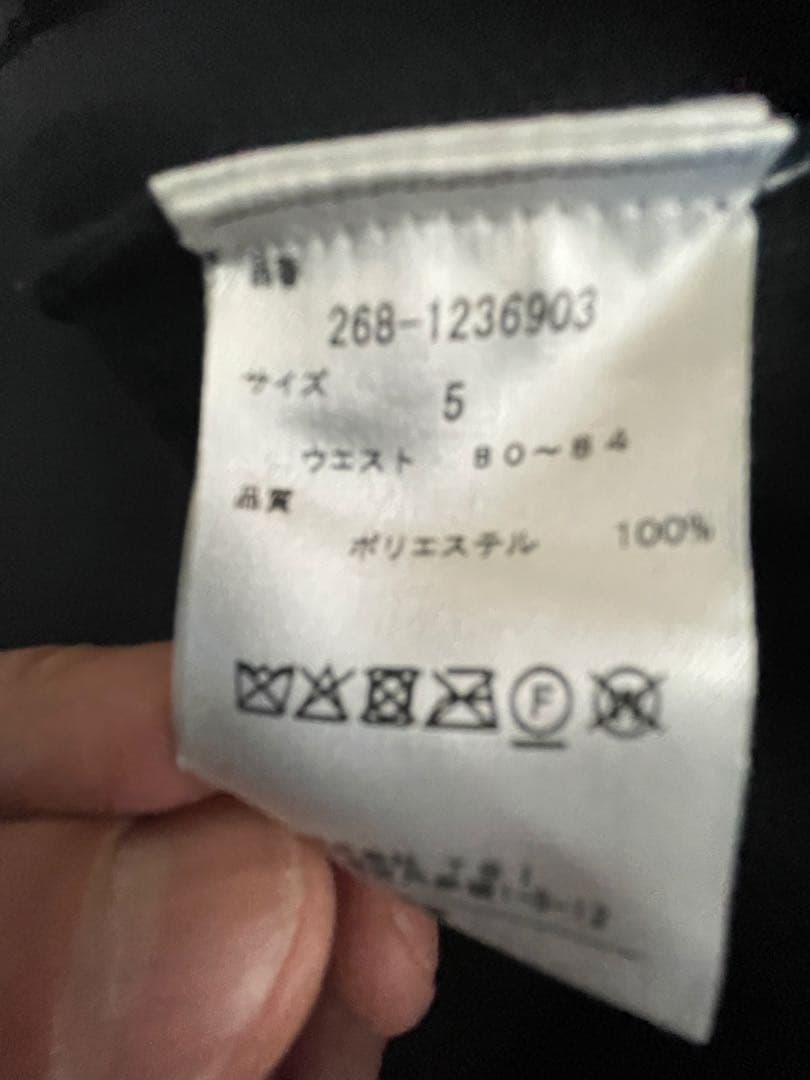 品番
268-1236903
サイズ 5
ウエスト 80～84
品質
ポリエステル 100%
F
W